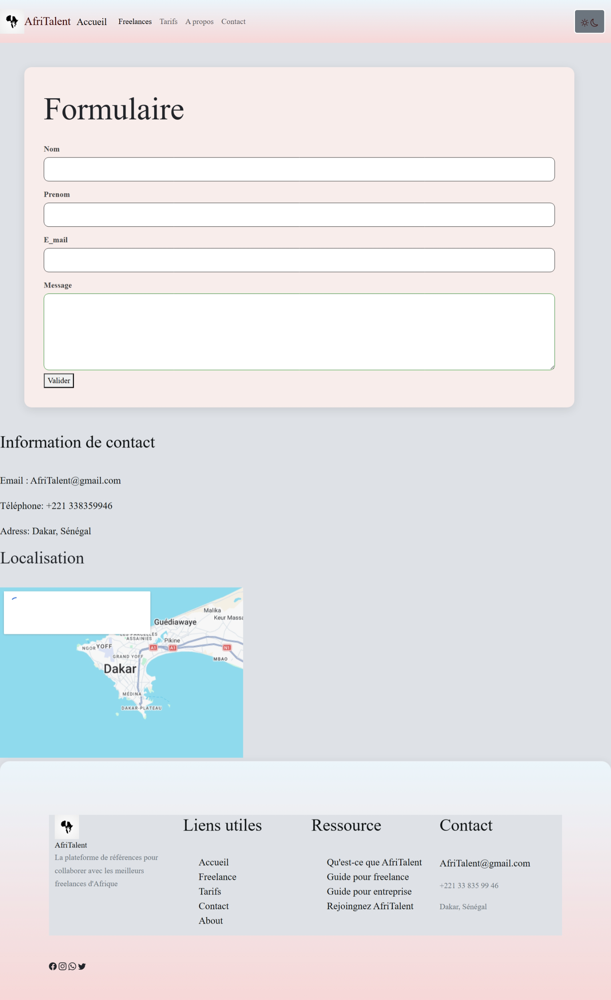 AfriTalent Accueil Freelances Tarifs A propos Contact
Formulaire
Nom
Prenom
E_mail
Message
Valider
Information de contact
Email : AfriTalent@gmail.com
Téléphone: +221 338359946
Adress: Dakar, Sénégal
Localisation
Malika
Keur Massa
Guédiawaye
LES PARCELLES
ASSAINIES
Pikine
NGOR
YOFF
A1
A1
N1
GRAND YOFF
MBAO
Dakar
MÉDINA
DAKAR-PLATEAU
AfriTalent
La plateforme de références pour
collaborer avec les meilleurs
freelances d'Afrique
Liens utiles
Accueil
Freelance
Tarifs
Contact
About
Ressource
Qu'est-ce que AfriTalent
Guide pour freelance
Guide pour entreprise
Rejoingnez AfriTalent
Contact
AfriTalent@gmail.com
+221 33 835 99 46
Dakar, Sénégal